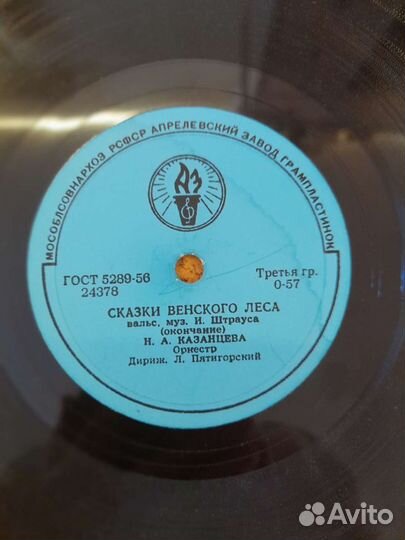 МОСОБЛСОВНАРХОЗ РСФСР АПРЕЛЕВСКИЙ ЗАВОД ГРАМПЛАСТИНОК
АЗ
ГОСТ 5289-56
24378
Третья гр.
0-57
СКАЗКИ ВЕНСКОГО ЛЕСА
вальс, муз. И. Штрауса
(окончание)
Н. А. КАЗАНЦЕВА
Оркестр
Дириж. Л. Пятигорский
Avito